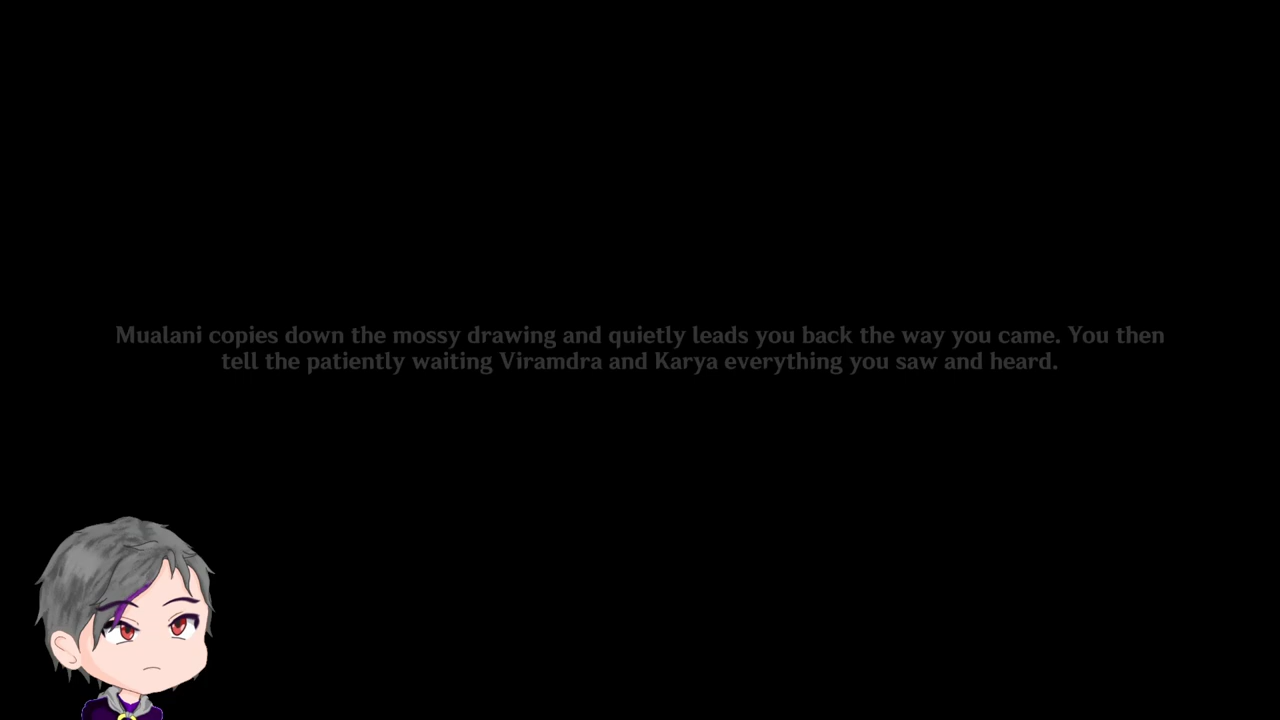 Mualani copies down the mossy drawing and quietly leads you back the way you came. You then
tell the patiently waiting Viramdra and Karya everything you saw and heard.